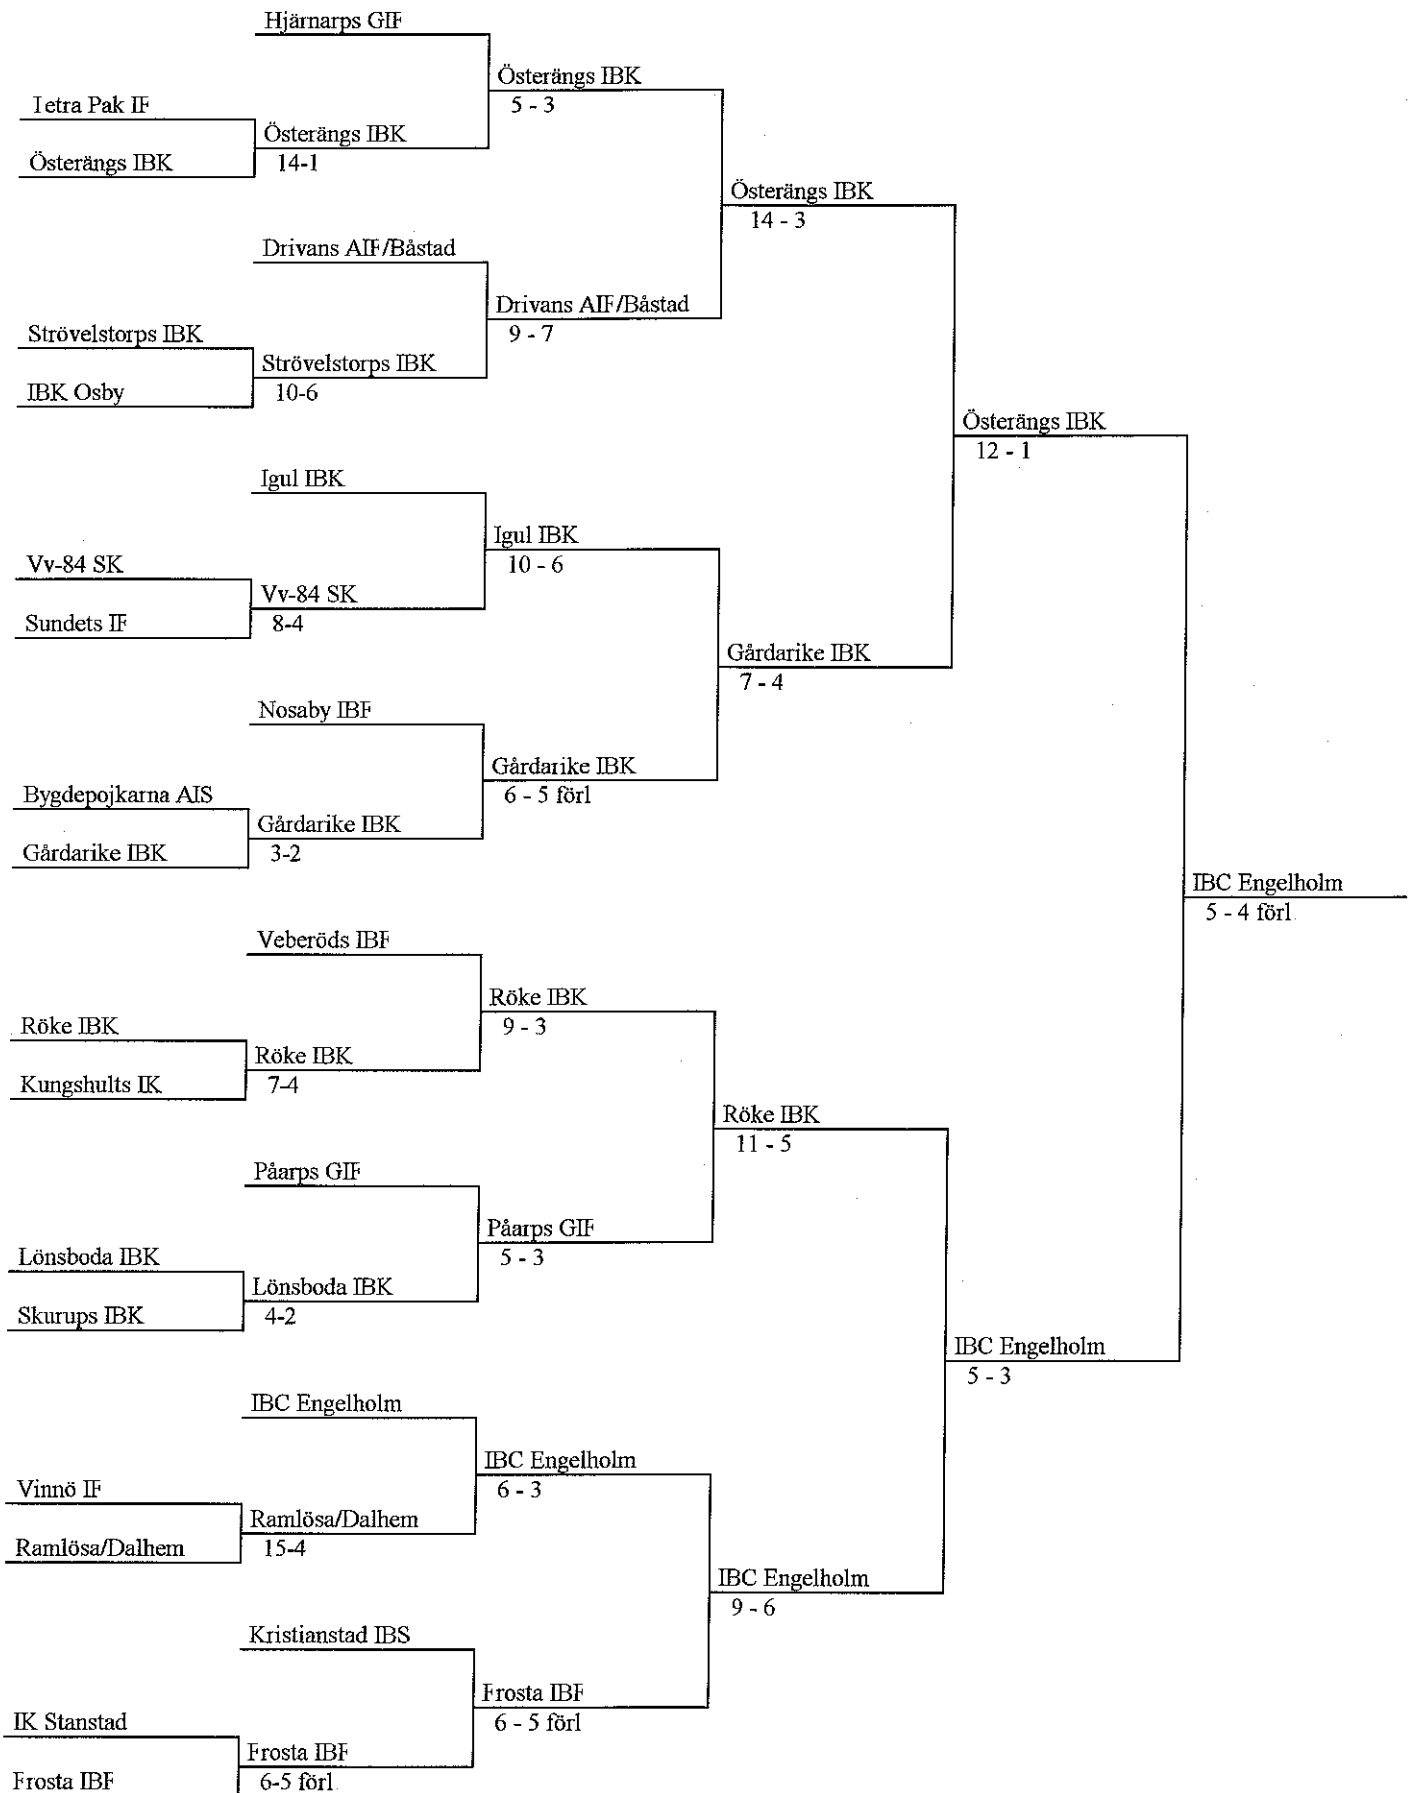 Hjärnarps GIF
Österängs IBK
5 - 3
Tetra Pak IF
Österängs IBK
14-1
Österängs IBK
Österängs IBK
14 - 3
Drivans AIF/Båstad
Drivans AIF/Båstad
9 - 7
Strövelstorps IBK
Strövelstorps IBK
10-6
IBK Osby
Österängs IBK
12 - 1
Igul IBK
Igul IBK
10 - 6
Vv-84 SK
Vv-84 SK
8-4
Sundets IF
Gårdarike IBK
7 - 4
Nosaby IBF
Gårdarike IBK
6 - 5 förl
Bygdepojkarna AIS
Gårdarike IBK
3-2
Gårdarike IBK
IBC Engelholm
5 - 4 förl
Veberöds IBF
Röke IBK
9 - 3
Röke IBK
Röke IBK
7-4
Kungshults IK
Röke IBK
11 - 5
Påarps GIF
Påarps GIF
5 - 3
Lönsboda IBK
Lönsboda IBK
4-2
Skurups IBK
IBC Engelholm
5 - 3
IBC Engelholm
IBC Engelholm
6 - 3
Vinnö IF
Ramlösa/Dalhem
15-4
Ramlösa/Dalhem
IBC Engelholm
9 - 6
Kristianstad IBS
Frosta IBF
6 - 5 förl
IK Stanstad
Frosta IBF
6-5 förl
Frosta IBF